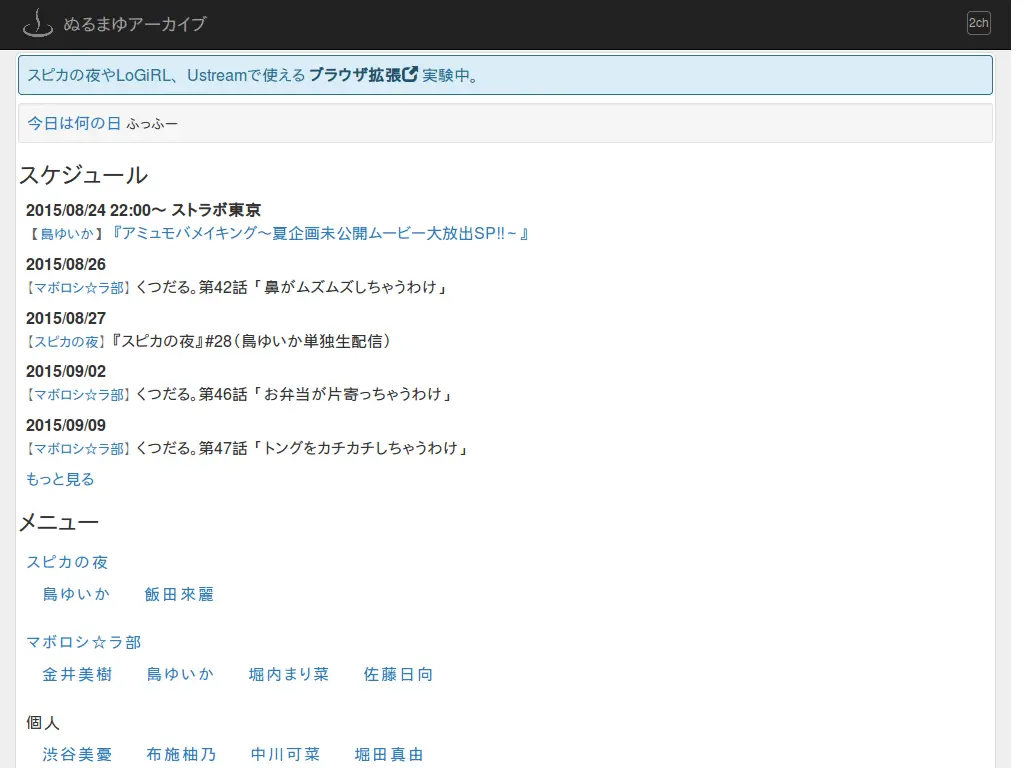 ぬるまゆアーカイブ 2ch
スピカの夜やLoGiRL、Ustreamで使える ブラウザ拡張 実験中。
今日は何の日 ふっふー
スケジュール
2015/08/24 22:00～ ストラボ東京
【鳥ゆいか】『アミュモバメイキング～夏企画未公開ムービー大放出SP!!～』
2015/08/26
【マボロシ☆ラ部】 くつだる。第42話「鼻がムズムズしちゃうわけ」
2015/08/27
【スピカの夜】『スピカの夜』#28（鳥ゆいか単独生配信）
2015/09/02
【マボロシ☆ラ部】 くつだる。第46話「お弁当が片寄っちゃうわけ」
2015/09/09
【マボロシ☆ラ部】 くつだる。第47話「トングをカチカチしちゃうわけ」
もっと見る
メニュー
スピカの夜
鳥ゆいか 飯田來麗
マボロシ☆ラ部
金井美樹 鳥ゆいか 堀内まり菜 佐藤日向
個人
渋谷美憂 布施柚乃 中川可菜 堀田真由